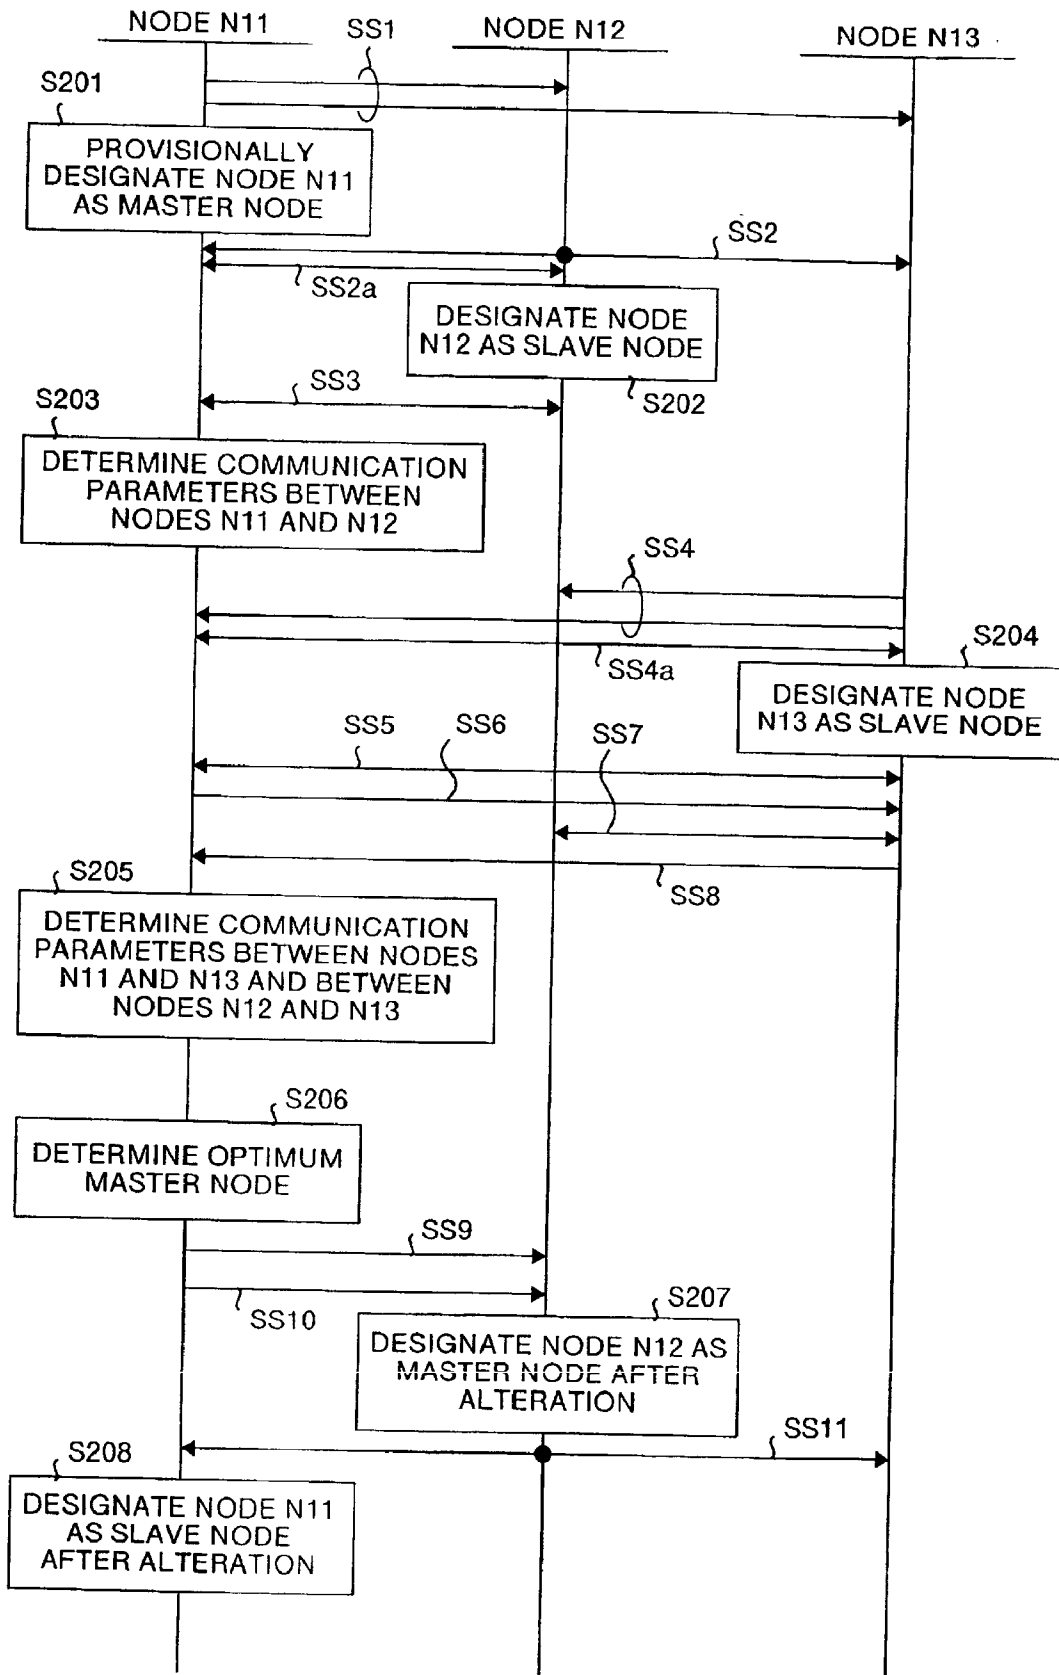 NODE N11
SS1
NODE N12
NODE N13
S201
PROVISIONALLY
DESIGNATE NODE N11
AS MASTER NODE
SS2
SS2a
DESIGNATE NODE
N12 AS SLAVE NODE
S202
SS3
S203
DETERMINE COMMUNICATION
PARAMETERS BETWEEN
NODES N11 AND N12
SS4
SS4a
S204
DESIGNATE NODE
N13 AS SLAVE NODE
SS5
SS6
SS7
SS8
S205
DETERMINE COMMUNICATION
PARAMETERS BETWEEN NODES
N11 AND N13 AND BETWEEN
NODES N12 AND N13
S206
DETERMINE OPTIMUM
MASTER NODE
SS9
SS10
S207
DESIGNATE NODE N12 AS
MASTER NODE AFTER
ALTERATION
SS11
S208
DESIGNATE NODE N11
AS SLAVE NODE
AFTER ALTERATION